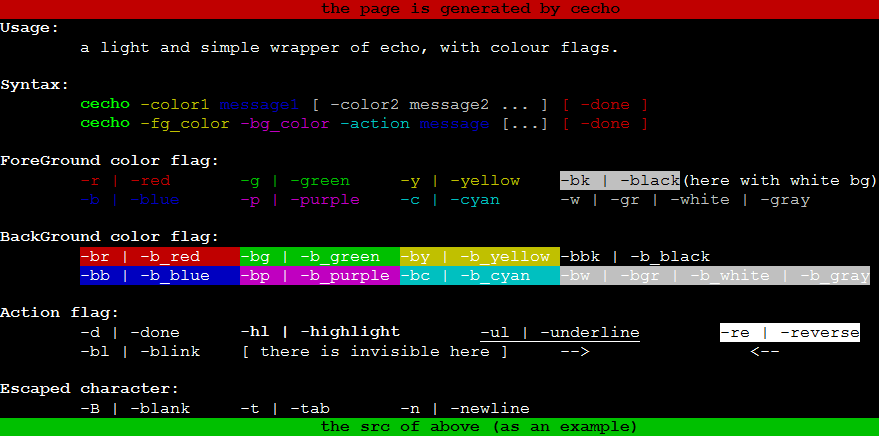 the page is generated by cecho
Usage:
a light and simple wrapper of echo, with colour flags.
Syntax:
cecho -color1 message1 [ -color2 message2 ... ] [ -done ]
cecho -fg_color -bg_color -action message [...] [ -done ]
ForeGround color flag:
-r | -red -g | -green -y | -yellow -bk | -black(here with white bg)
-b | -blue -p | -purple -c | -cyan -w | -gr | -white | -gray
BackGround color flag:
-br | -b_red -bg | -b_green -by | -b_yellow -bbk | -b_black
-bb | -b_blue -bp | -b_purple -bc | -b_cyan -bw | -bgr | -b_white | -b_gray
Action flag:
-d | -done -hl | -highlight -ul | -underline -re | -reverse
-bl | -blink [ there is invisible here ] --> <--
Escaped character:
-B | -blank -t | -tab -n | -newline
the src of above (as an example)